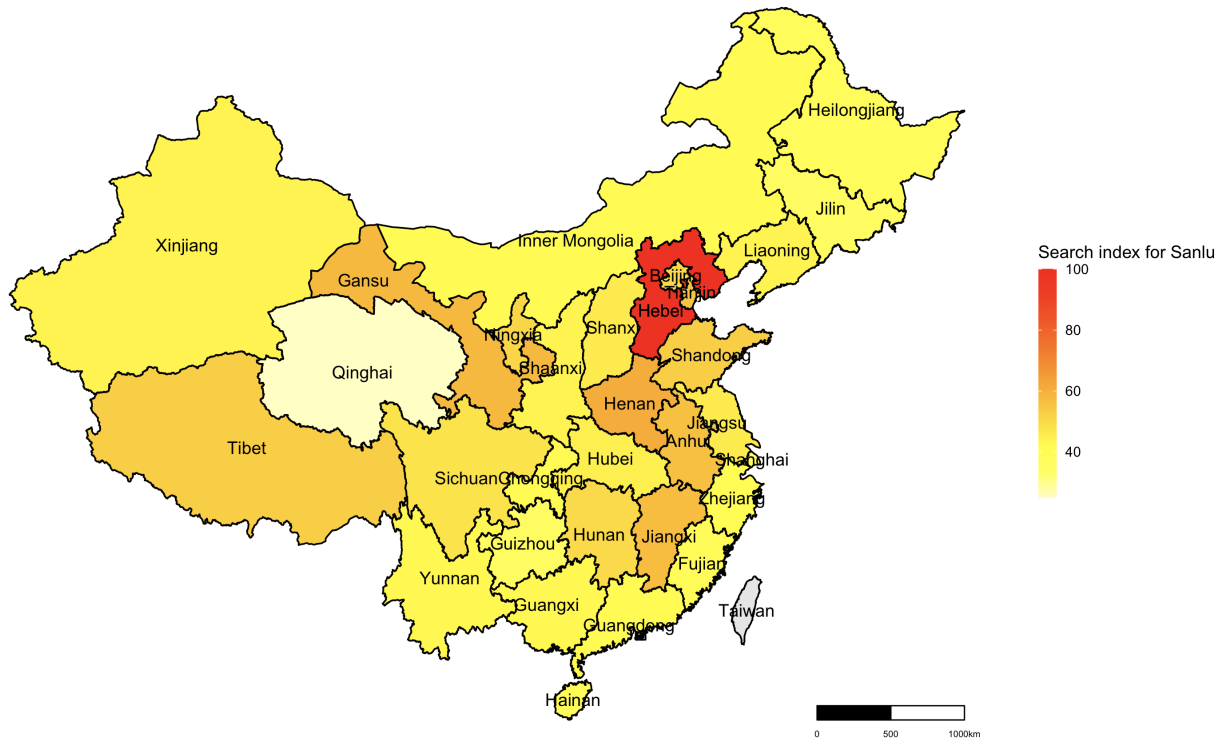 Heilongjiang
Jilin
Xinjiang
Inner Mongolia
Liaoning
Search index for Sanlu
100
80
60
40
Gansu
Beijing
Tianjin
Hebei
Ningxia
Shanxi
Shandong
Shaanxi
Qinghai
Henan
Jiangsu
Anhui
Tibet
Hubei
Shanghai
Sichuan
Chongqing
Zhejiang
Hunan
Jiangxi
Guizhou
Fujian
Yunnan
Guangxi
Taiwan
Guangdong
Hainan
0
500
1000km